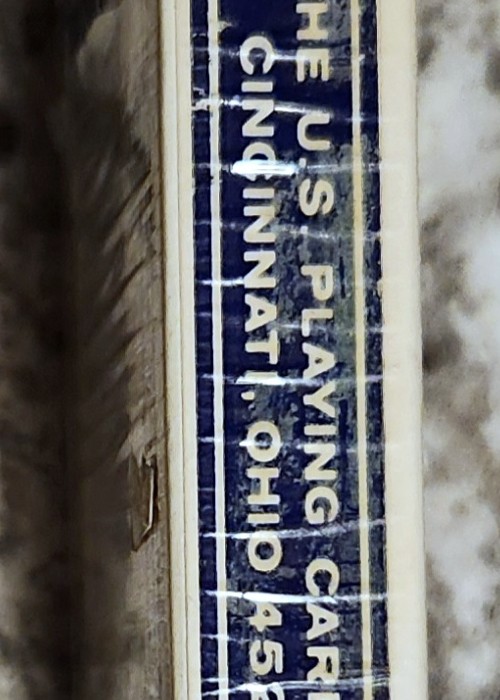 HE U.S. PLAYING CAR
CINCINNATI, OHIO 45